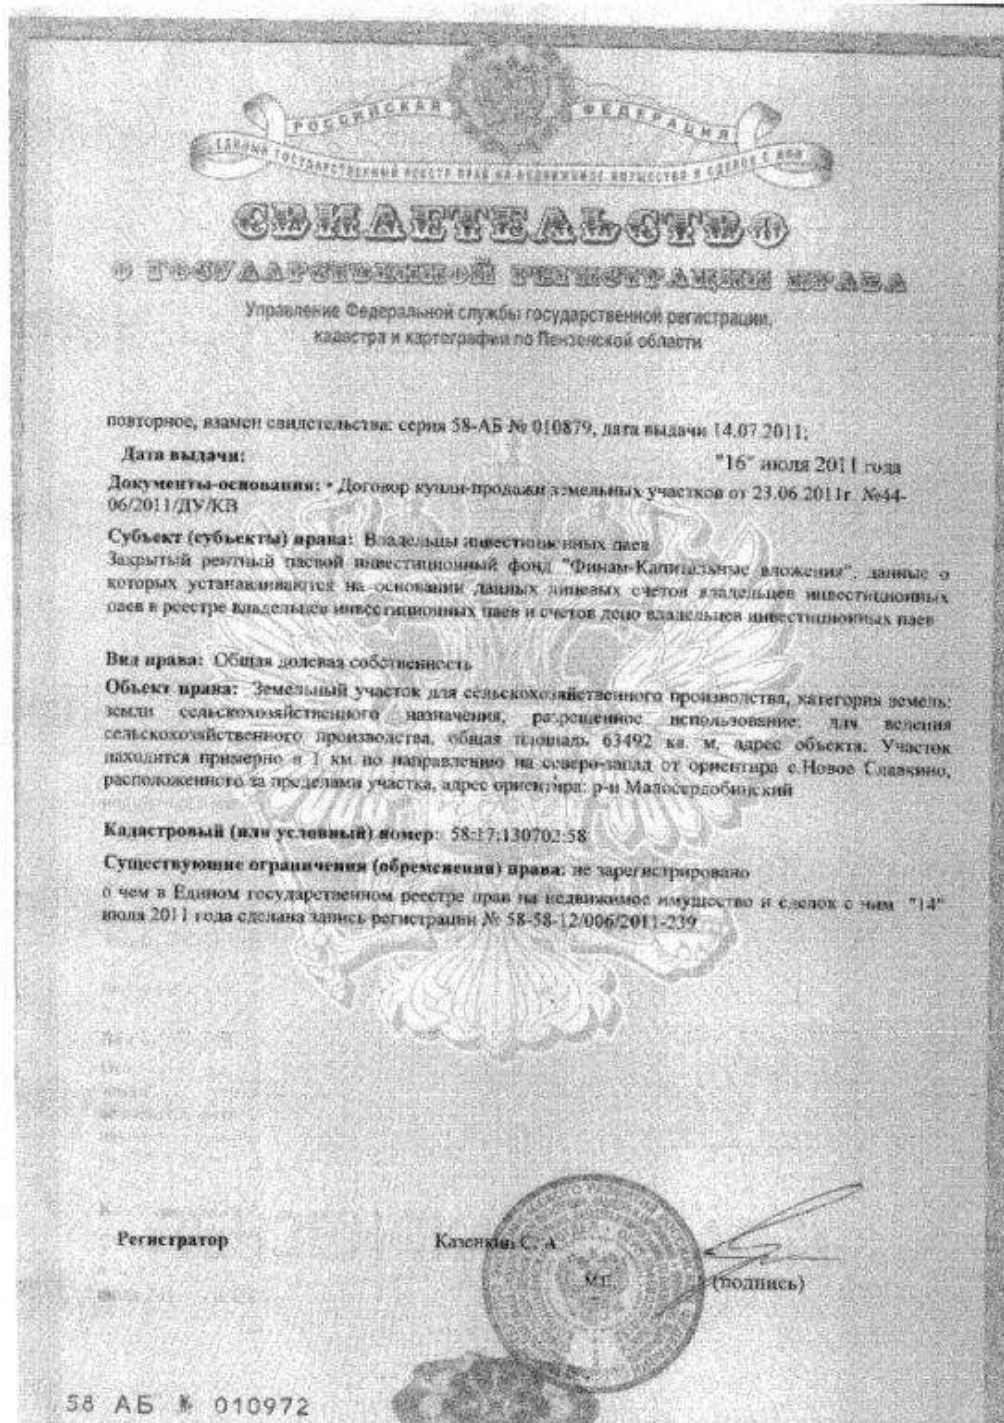 РОССИЙСКАЯ ФЕДЕРАЦИЯ
ЕДИНЫЙ ГОСУДАРСТВЕННЫЙ РЕЕСТР ПРАВ НА НЕДВИЖИМОЕ ИМУЩЕСТВО И СДЕЛОК С НИМ
СВИДЕТЕЛЬСТВО
О ГОСУДАРСТВЕННОЙ РЕГИСТРАЦИИ ПРАВА
Управление Федеральной службы государственной регистрации,
кадастра и картографии по Пензенской области
повторное, взамен свидетельства: серия 58-АБ № 010879, дата выдачи 14.07.2011;
Дата выдачи: "16" июля 2011 года
Документы-основания: • Договор купли-продажи земельных участков от 23.06.2011г. №44-
06/2011/ДУ/КВ
Субъект (субъекты) права: Владельцы инвестиционных паев
Закрытый рентный паевой инвестиционный фонд "Финам-Капитальные вложения", данные о
которых устанавливаются на основании данных лицевых счетов владельцев инвестиционных
паев в реестре владельцев инвестиционных паев и счетов депо владельцев инвестиционных паев
Вид права: Общая долевая собственность
Объект права: Земельный участок для сельскохозяйственного производства, категория земель:
земли сельскохозяйственного назначения, разрешенное использование: для ведения
сельскохозяйственного производства, общая площадь 63492 кв. м, адрес объекта: Участок
находится примерно в 1 км по направлению на северо-запад от ориентира с.Новое Славкино,
расположенного за пределами участка, адрес ориентира: р-н Малосердобинский
Кадастровый (или условный) номер: 58:17:130702:58
Существующие ограничения (обременения) права: не зарегистрировано
о чем в Едином государственном реестре прав на недвижимое имущество и сделок с ним "14"
июля 2011 года сделана запись регистрации № 58-58-12/006/2011-239
Регистратор Казенкин С. А.
М.П. (подпись)
58 АБ № 010972